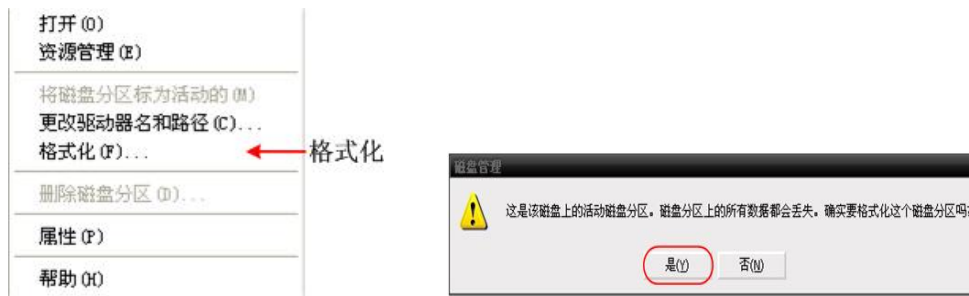 打开(O)
资源管理(E)
将磁盘分区标为活动的(M)
更改驱动器名和路径(C)...
格式化(F)...
格式化
删除磁盘分区(D)...
属性(P)
帮助(H)
磁盘管理
这是该磁盘上的活动磁盘分区。磁盘分区上的所有数据都会丢失。确实要格式化这个磁盘分区吗
是(Y)
否(N)